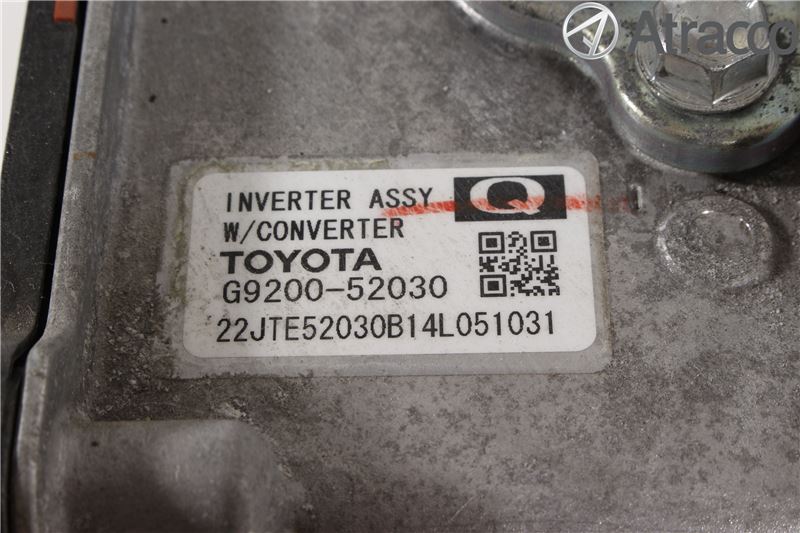 Atracco
INVERTER ASSY Q
W/CONVERTER
TOYOTA
G9200-52030
22JTE52030B14L051031